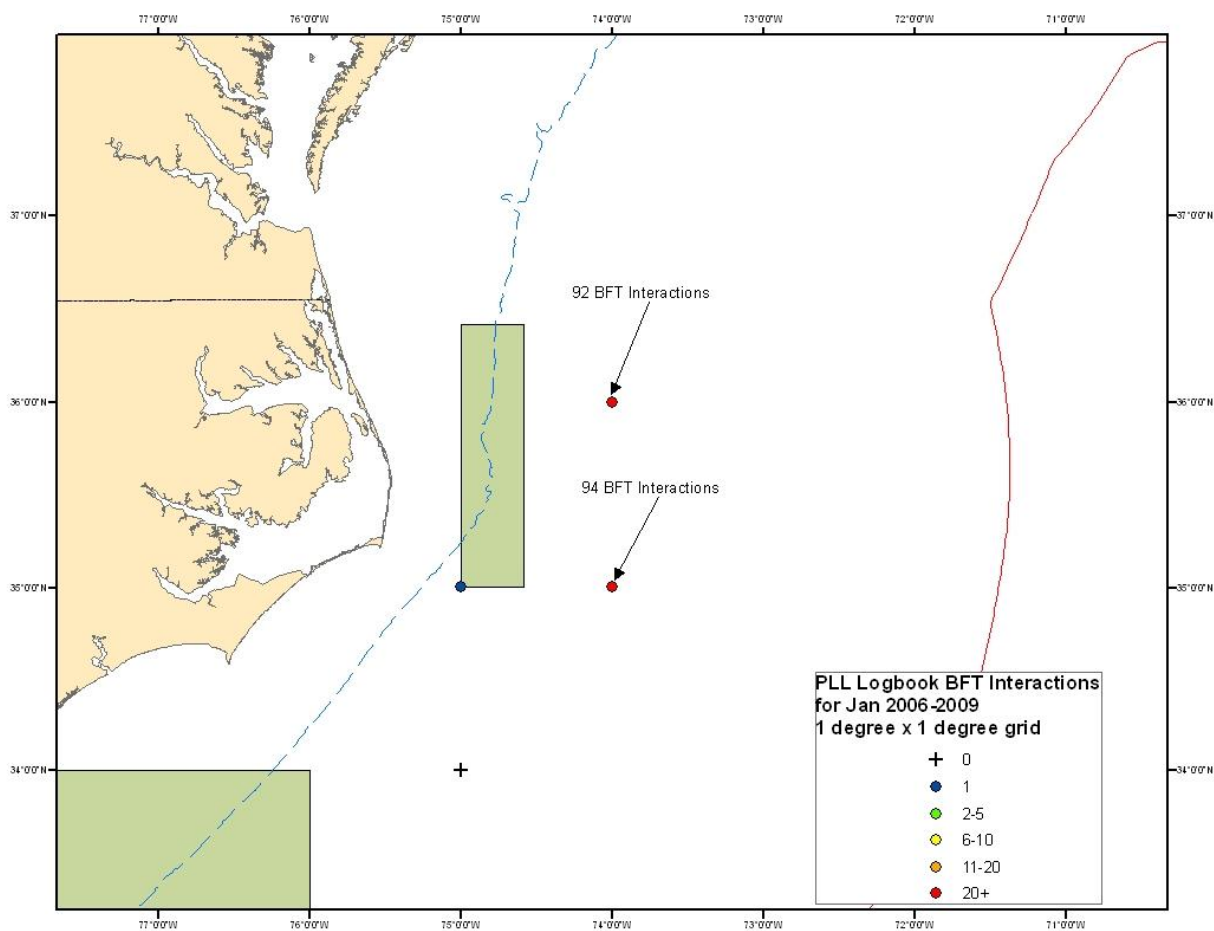 77°0'0"W 76°0'0"W 75°0'0"W 74°0'0"W 73°0'0"W 72°0'0"W 71°0'0"W
37°0'0"N 37°0'0"N
92 BFT Interactions
36°0'0"N 36°0'0"N
94 BFT Interactions
35°0'0"N 35°0'0"N
PLL Logbook BFT Interactions
for Jan 2006-2009
1 degree x 1 degree grid
0
34°0'0"N 34°0'0"N
1
2-5
6-10
11-20
20+
77°0'0"W 76°0'0"W 75°0'0"W 74°0'0"W 73°0'0"W 72°0'0"W 71°0'0"W